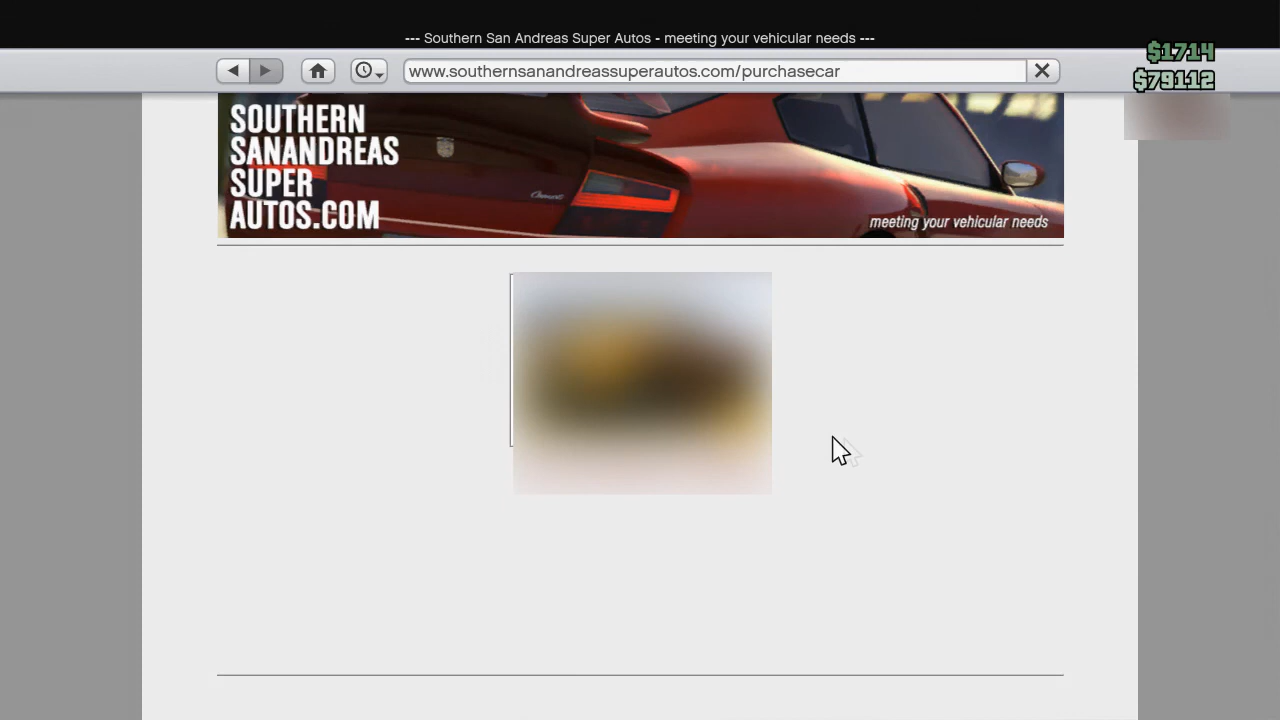 --- Southern San Andreas Super Autos - meeting your vehicular needs ---
www.southernsanandreassuperautos.com/purchasecar
$1714
$79112
SOUTHERN
SANANDREAS
SUPER
AUTOS.COM
meeting your vehicular needs